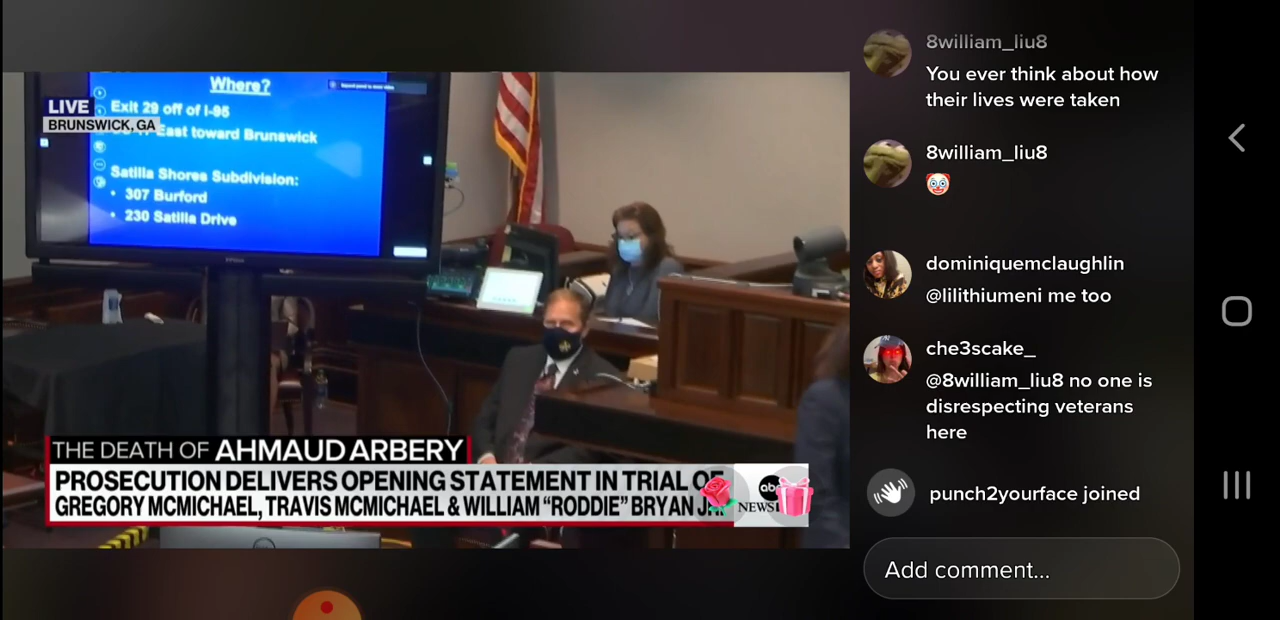 Where?
LIVE
Exit 29 off of I-95
BRUNSWICK, GA
East toward Brunswick
Satilla Shores Subdivision:
• 307 Burford
• 230 Satilla Drive
THE DEATH OF AHMAUD ARBERY
PROSECUTION DELIVERS OPENING STATEMENT IN TRIAL OF
GREGORY MCMICHAEL, TRAVIS MCMICHAEL & WILLIAM “RODDIE” BRYAN JR.
abc
NEWS
8william_liu8
You ever think about how
their lives were taken
8william_liu8
🤡
dominiquemclaughlin
@lilithiumeni me too
che3scake_
@8william_liu8 no one is
disrespecting veterans
here
punch2yourface joined
Add comment...